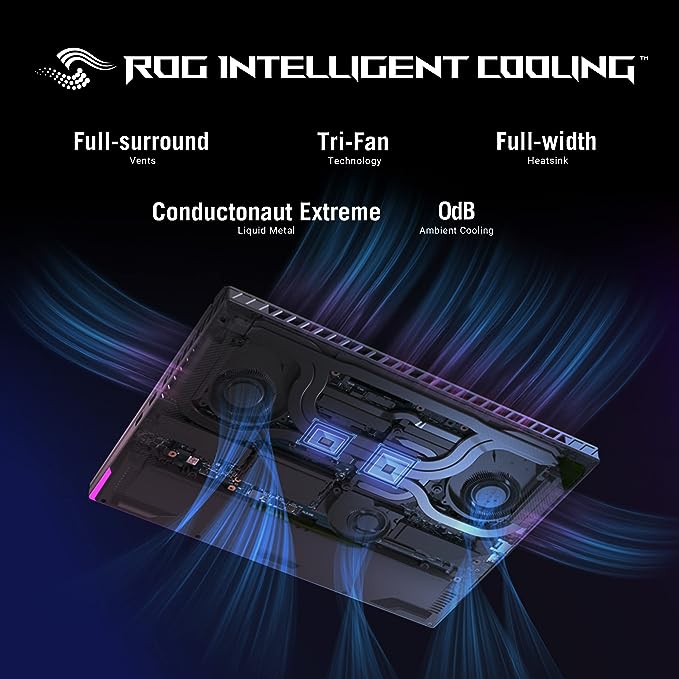 ROG INTELLIGENT COOLING™
Full-surround
Vents
Tri-Fan
Technology
Full-width
Heatsink
Conductonaut Extreme
Liquid Metal
0dB
Ambient Cooling